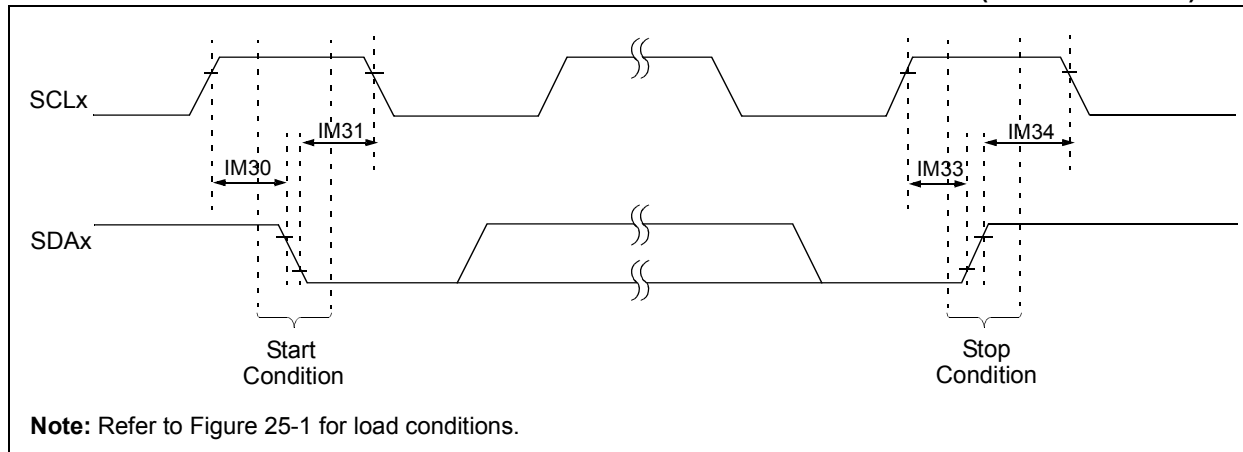 SCLx
IM31
IM34
IM30
IM33
SDAx
Start
Condition
Stop
Condition
Note: Refer to Figure 25-1 for load conditions.